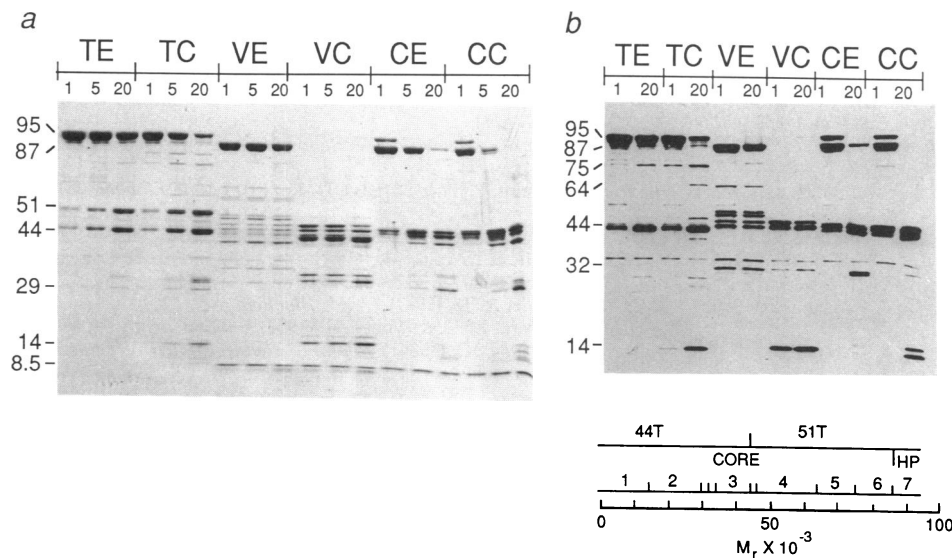 a
TE TC VE VC CE CC
1 5 20 1 5 20 1 5 20 1 5 20 1 5 20 1 5 20
95
87
51
44
29
14
8.5
b
TE TC VE VC CE CC
1 20 1 20 1 20 1 20 1 20 1 20
95
87
75
64
44
32
14
44T 51T
CORE HP
1 2 3 4 5 6 7
0 50 100
Mr X 10-3